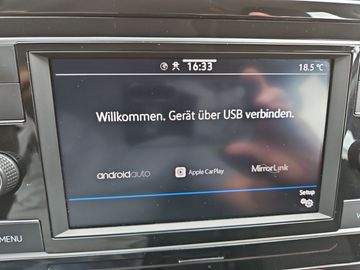 16:33
18.5 °C
Willkommen. Gerät über USB verbinden.
androidauto
Apple CarPlay
MirrorLink
Setup
MENU